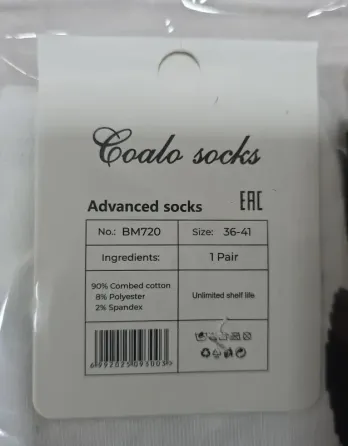 Coalo socks
Advanced socks EAC
No.: BM720 Size: 36-41
Ingredients: 1 Pair
90% Combed cotton
8% Polyester
2% Spandex
Unlimited shelf life